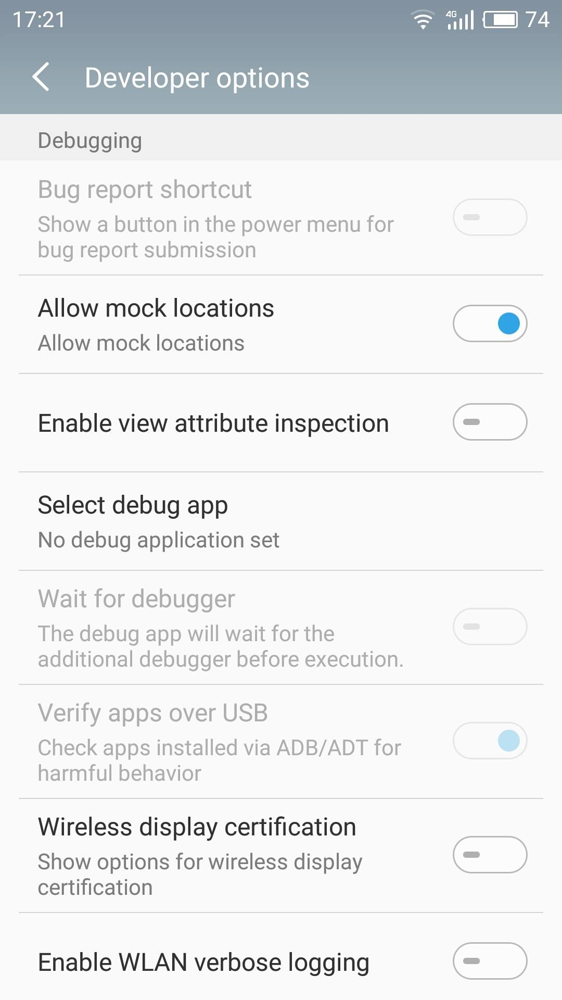 17:21
4G
74
Developer options
Debugging
Bug report shortcut
Show a button in the power menu for
bug report submission
Allow mock locations
Allow mock locations
Enable view attribute inspection
Select debug app
No debug application set
Wait for debugger
The debug app will wait for the
additional debugger before execution.
Verify apps over USB
Check apps installed via ADB/ADT for
harmful behavior
Wireless display certification
Show options for wireless display
certification
Enable WLAN verbose logging